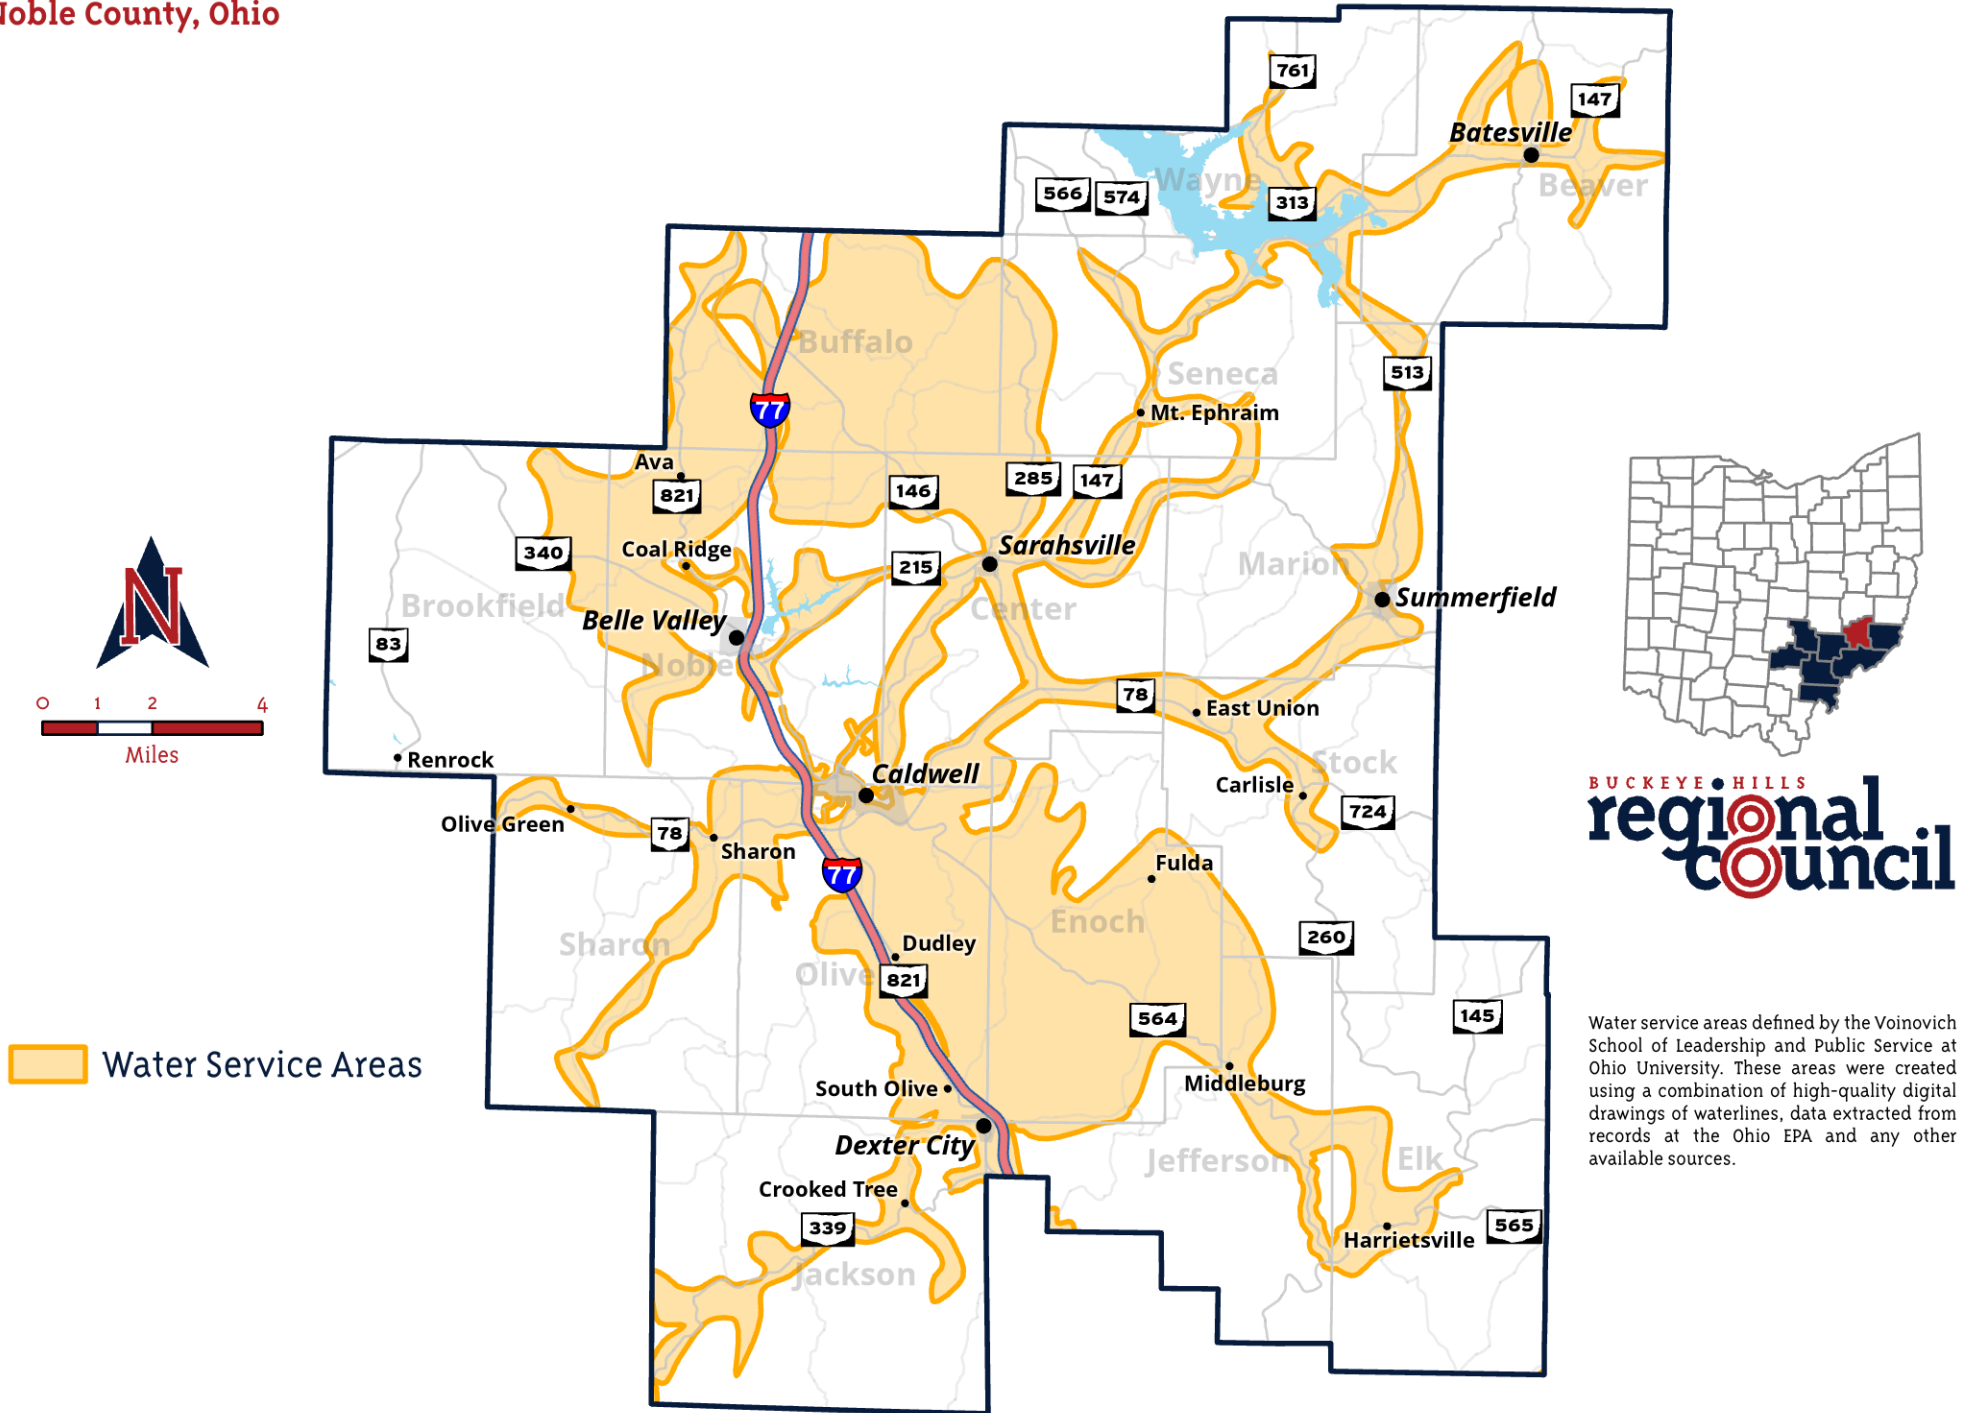 Noble County, Ohio
761
147
Batesville
Beaver
Wayne
566
574
313
Buffalo
Seneca
513
77
Mt. Ephraim
Ava
821
146
285
147
340
Coal Ridge
215
Sarahsville
Marion
Brookfield
Belle Valley
Center
Summerfield
83
Noble
78
East Union
Renrock
Caldwell
Stock
Carlisle
724
Olive Green
78
Sharon
77
Fulda
Enoch
Sharon
Dudley
260
Olive
821
564
145
South Olive
Middleburg
Dexter City
Jefferson
Elk
Crooked Tree
339
565
Harrietsville
Jackson
N
0 1 2 4
Miles
Water Service Areas
BUCKEYE HILLS
regional
council
Water service areas defined by the Voinovich
School of Leadership and Public Service at
Ohio University. These areas were created
using a combination of high-quality digital
drawings of waterlines, data extracted from
records at the Ohio EPA and any other
available sources.